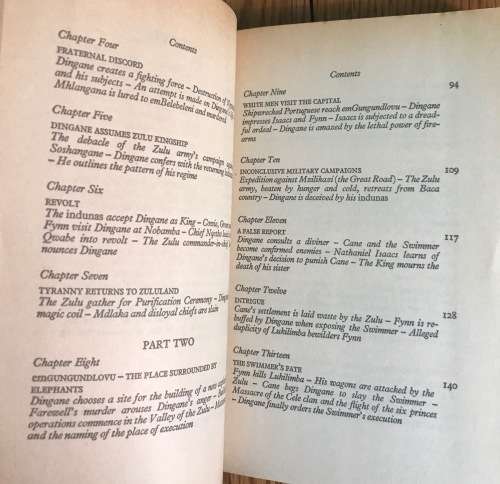 Chapter Four
Contents
FRATERNAL DISCORD
Dingane creates a fighting force – Destruction of
and his subjects – An attempt is made on Dingane's
Mhlangana is lured to emBelebeleni and murdered
Chapter Five
DINGANE ASSUMES ZULU KINGSHIP
The debacle of the Zulu army's campaign
Soshangane – Dingane confers with the returning
– He outlines the pattern of his regime
Chapter Six
REVOLT
The indunas accept Dingane as King – Cane,
Fynn visit Dingane at Nobamba – Chief
Qwabe into revolt – The Zulu commander-in-chief
nounces Dingane
Chapter Seven
TYRANNY RETURNS TO ZULULAND
The Zulu gather for Purification Ceremony –
magic coil – Mdlaka and disloyal chiefs are slain
PART TWO
Chapter Eight
emGUNGUNDLOVU – THE PLACE SURROUNDED BY
ELEPHANTS
Dingane chooses a site for the building of a new
Farewell's murder arouses Dingane's anger –
operations commence in the Valley of the Zulu –
and the naming of the place of execution
Contents
Chapter Nine 94
WHITE MEN VISIT THE CAPITAL
Shipwrecked Portuguese reach emGungundlovu – Dingane
impresses Isaacs and Fynn – Isaacs is subjected to a dread-
ful ordeal – Dingane is amazed by the lethal power of fire-
arms
Chapter Ten
INCONCLUSIVE MILITARY CAMPAIGNS 109
Expedition against Mzilikazi (the Great Road) – The Zulu
army, beaten by hunger and cold, retreats from Baca
country – Dingane is deceived by his indunas
Chapter Eleven
A FALSE REPORT 117
Dingane consults a diviner – Cane and the Swimmer
become confirmed enemies – Nathaniel Isaacs learns of
Dingane's decision to punish Cane – The King mourns the
death of his sister
Chapter Twelve
INTRIGUE 128
Cane's settlement is laid waste by the Zulu – Fynn is re-
buffed by Dingane when exposing the Swimmer – Alleged
duplicity of Lukilimba bewilders Fynn
Chapter Thirteen
THE SWIMMER'S FATE 140
Fynn kills Lukilimba – His wagons are attacked by the
Zulu – Cane begs Dingane to slay the Swimmer –
Massacre of the Cele clan and the flight of the six princes
– Dingane finally orders the Swimmer's execution